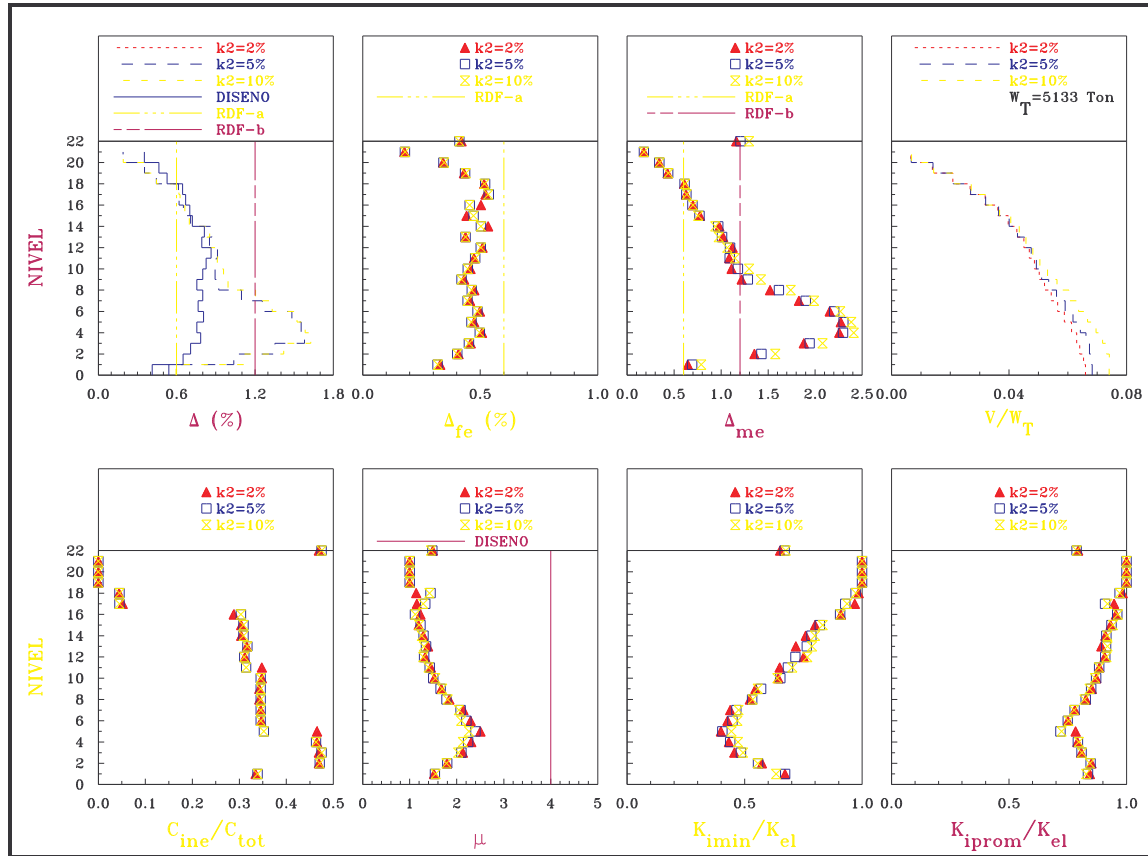 k2=2%
k2=5%
k2=10%
DISENO
RDF-a
RDF-b
k2=2%
k2=5%
k2=10%
RDF-a
k2=2%
k2=5%
k2=10%
RDF-a
RDF-b
k2=2%
k2=5%
k2=10%
W_T=5133 Ton
NIVEL
22
20
18
16
14
12
10
8
6
4
2
0
0.0 0.6 1.2 1.8
Δ (%)
0.0 0.5 1.0
Δ_fe (%)
0.0 0.5 1.0 1.5 2.0 2.5
Δ_me
0.00 0.04 0.08
V/W_T
k2=2%
k2=5%
k2=10%
k2=2%
k2=5%
k2=10%
DISENO
k2=2%
k2=5%
k2=10%
k2=2%
k2=5%
k2=10%
NIVEL
22
20
18
16
14
12
10
8
6
4
2
0
0.0 0.1 0.2 0.3 0.4 0.5
C_ine/C_tot
0 1 2 3 4 5
μ
0.0 0.5 1.0
K_imin/K_el
0.0 0.5 1.0
K_iprom/K_el